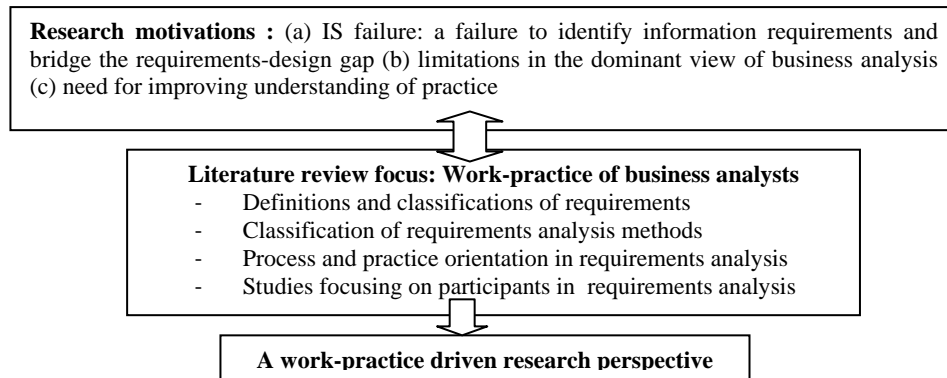 Research motivations : (a) IS failure: a failure to identify information requirements and
bridge the requirements-design gap (b) limitations in the dominant view of business analysis
(c) need for improving understanding of practice
Literature review focus: Work-practice of business analysts
- Definitions and classifications of requirements
- Classification of requirements analysis methods
- Process and practice orientation in requirements analysis
- Studies focusing on participants in requirements analysis
A work-practice driven research perspective